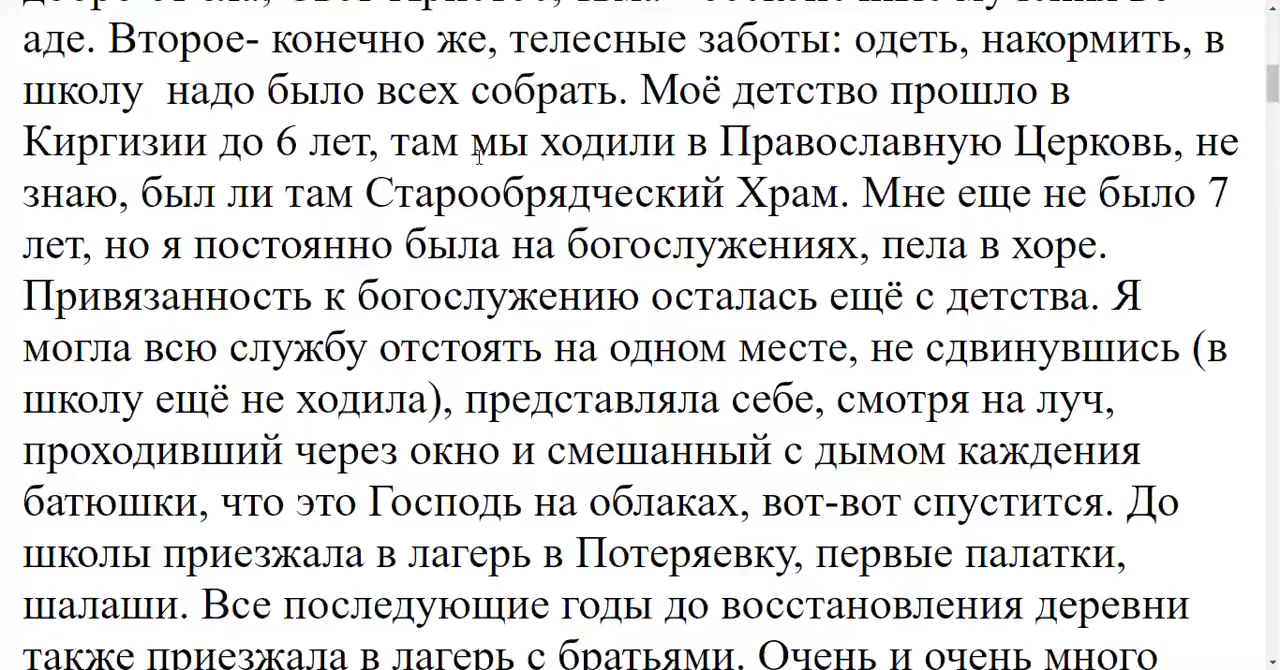 аде. Второе- конечно же, телесные заботы: одеть, накормить, в
школу  надо было всех собрать. Моё детство прошло в
Киргизии до 6 лет, там мы ходили в Православную Церковь, не
знаю, был ли там Старообрядческий Храм. Мне еще не было 7
лет, но я постоянно была на богослужениях, пела в хоре.
Привязанность к богослужению осталась ещё с детства. Я
могла всю службу отстоять на одном месте, не сдвинувшись (в
школу ещё не ходила), представляла себе, смотря на луч,
проходивший через окно и смешанный с дымом каждения
батюшки, что это Господь на облаках, вот-вот спустится. До
школы приезжала в лагерь в Потеряевку, первые палатки,
шалаши. Все последующие годы до восстановления деревни
также приезжала в лагерь с братьями. Очень и очень много